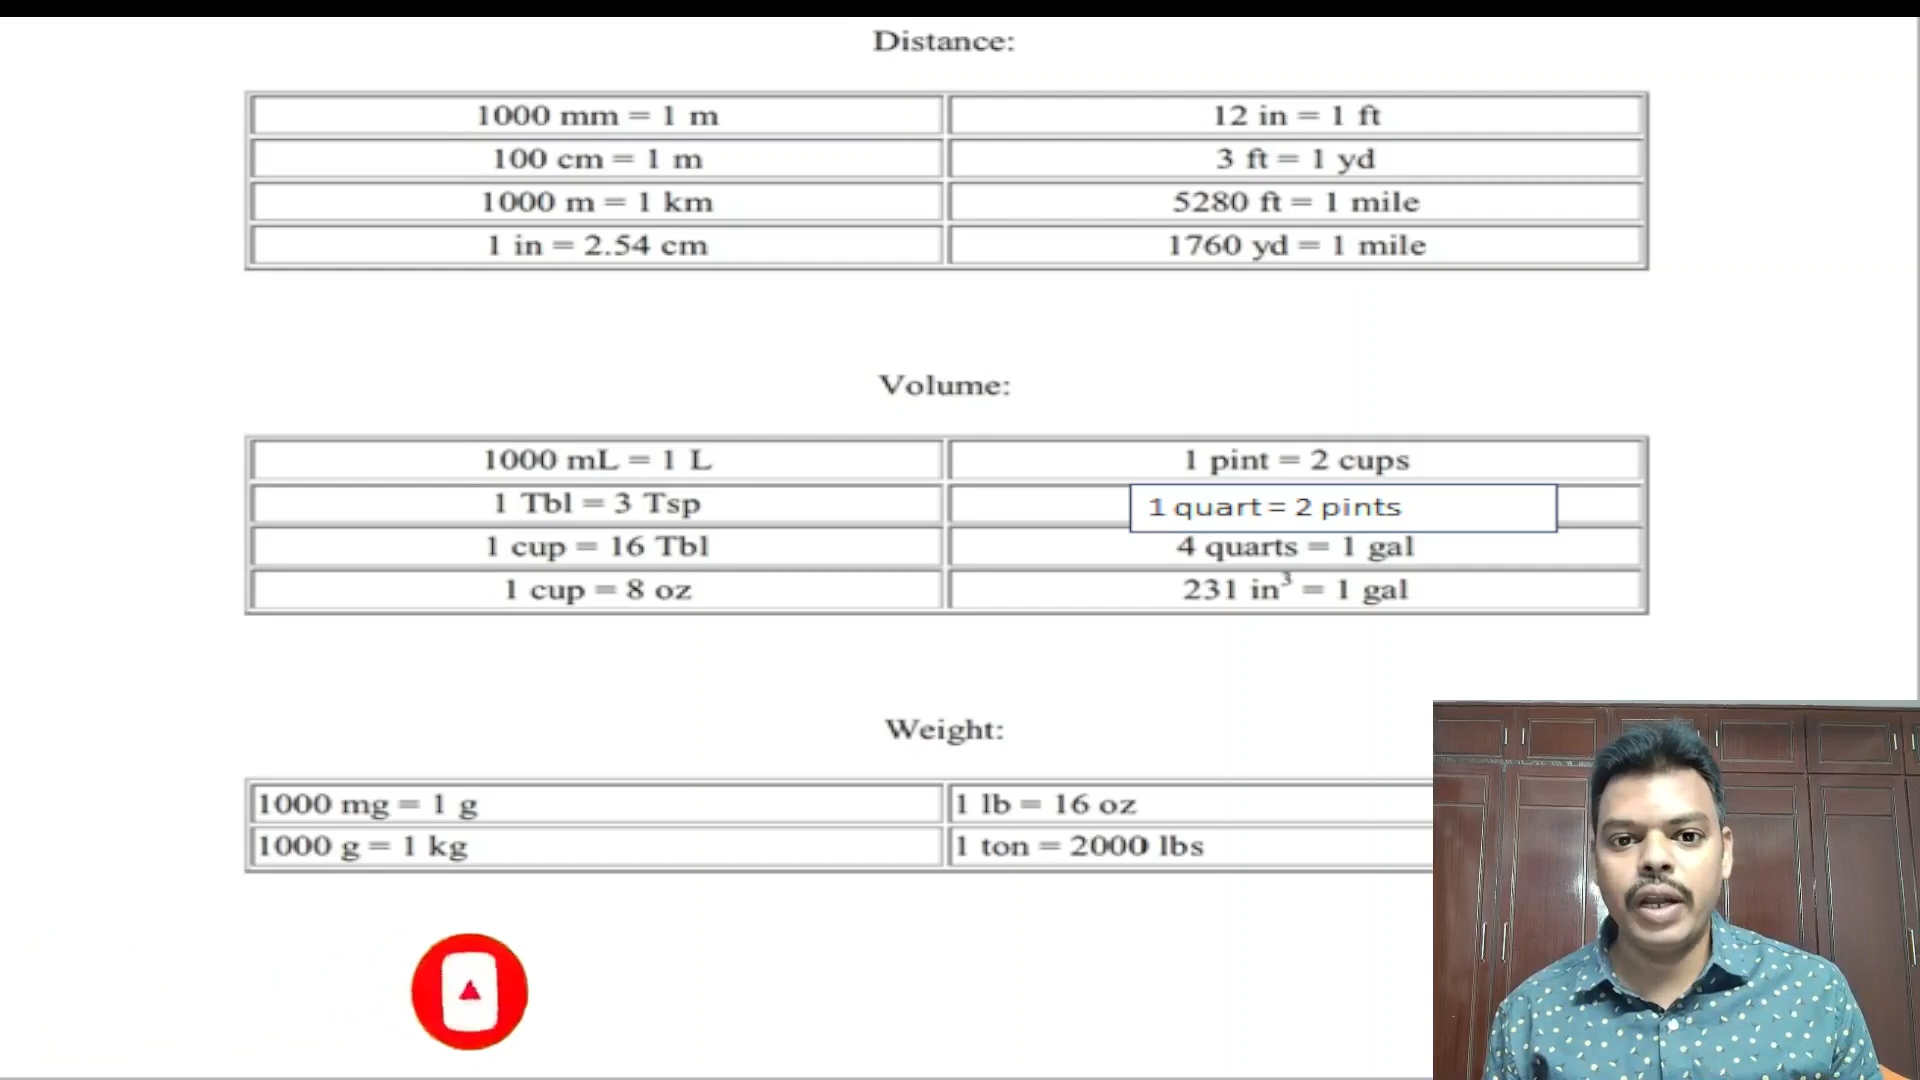 Distance:
1000 mm = 1 m
12 in = 1 ft
100 cm = 1 m
3 ft = 1 yd
1000 m = 1 km
5280 ft = 1 mile
1 in = 2.54 cm
1760 yd = 1 mile
Volume:
1000 mL = 1 L
1 pint = 2 cups
1 Tbl = 3 Tsp
1 quart = 2 pints
1 cup = 16 Tbl
4 quarts = 1 gal
1 cup = 8 oz
231 in³ = 1 gal
Weight:
1000 mg = 1 g
1 lb = 16 oz
1000 g = 1 kg
1 ton = 2000 lbs